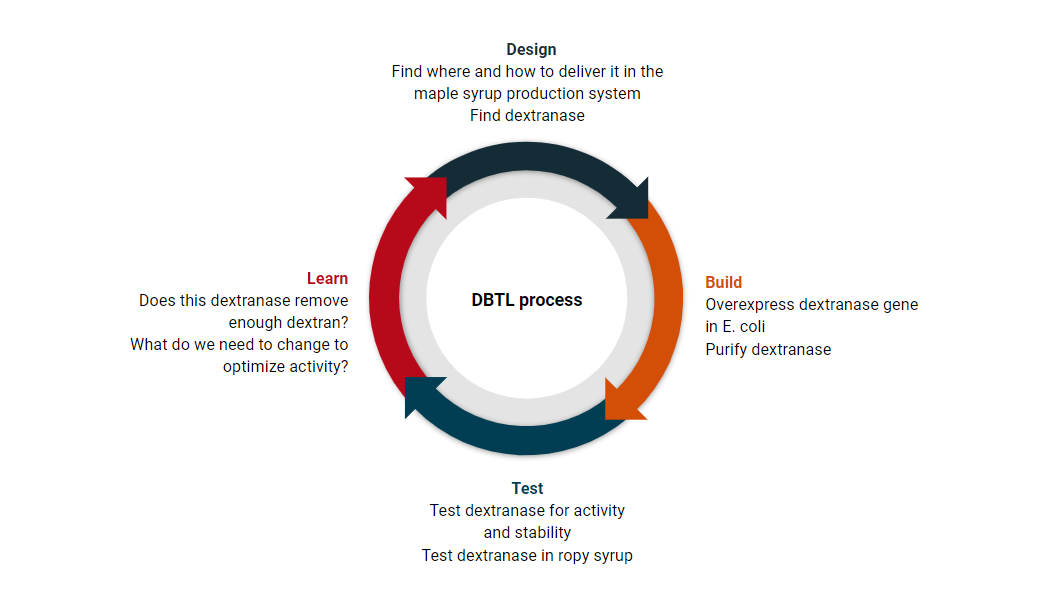 Design
Find where and how to deliver it in the
maple syrup production system
Find dextranase
DBTL process
Build
Overexpress dextranase gene
in E. coli
Purify dextranase
Test
Test dextranase for activity
and stability
Test dextranase in ropy syrup
Learn
Does this dextranase remove
enough dextran?
What do we need to change to
optimize activity?